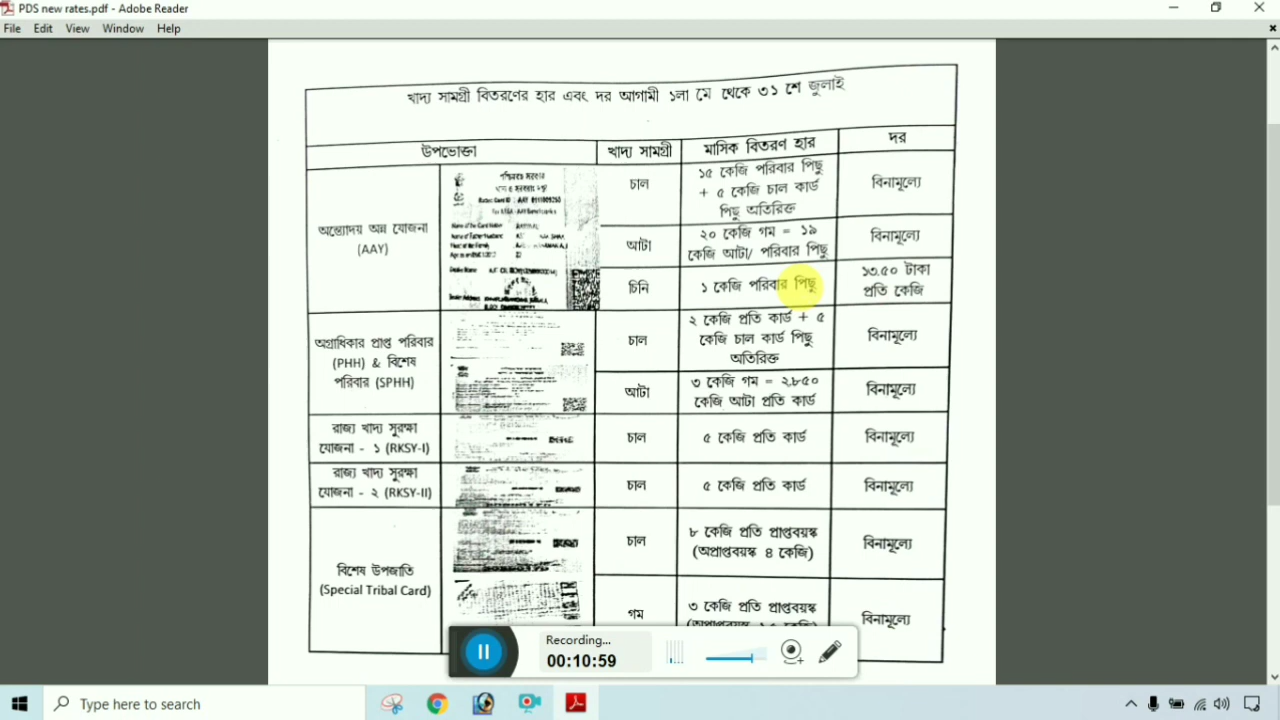 PDS new rates.pdf - Adobe Reader
File Edit View Window Help
খাদ্য সামগ্রী বিতরণের হার এবং দর আগামী ১লা মে থেকে ৩১ শে জুলাই
উপভোক্তা
খাদ্য সামগ্রী
মাসিক বিতরণ হার
দর
অন্ত্যোদয় অন্ন যোজনা
(AAY)
চাল
১৫ কেজি পরিবার পিছু
+ ৫ কেজি চাল কার্ড
পিছু অতিরিক্ত
বিনামূল্যে
আটা
২০ কেজি গম = ১৯
কেজি আটা/ পরিবার পিছু
বিনামূল্যে
চিনি
১ কেজি পরিবার পিছু
১৩.৫০ টাকা
প্রতি কেজি
অগ্রাধিকার প্রাপ্ত পরিবার
(PHH) & বিশেষ
পরিবার (SPHH)
চাল
২ কেজি প্রতি কার্ড + ৫
কেজি চাল কার্ড পিছু
অতিরিক্ত
বিনামূল্যে
আটা
৩ কেজি গম = ২.৮৫০
কেজি আটা প্রতি কার্ড
বিনামূল্যে
রাজ্য খাদ্য সুরক্ষা
যোজনা - ১ (RKSY-I)
চাল
৫ কেজি প্রতি কার্ড
বিনামূল্যে
রাজ্য খাদ্য সুরক্ষা
যোজনা - ২ (RKSY-II)
চাল
৫ কেজি প্রতি কার্ড
বিনামূল্যে
বিশেষ উপজাতি
(Special Tribal Card)
চাল
৮ কেজি প্রতি প্রাপ্তবয়স্ক
(অপ্রাপ্তবয়স্ক ৪ কেজি)
বিনামূল্যে
গম
৩ কেজি প্রতি প্রাপ্তবয়স্ক
বিনামূল্যে
Recording...
00:10:59
Type here to search